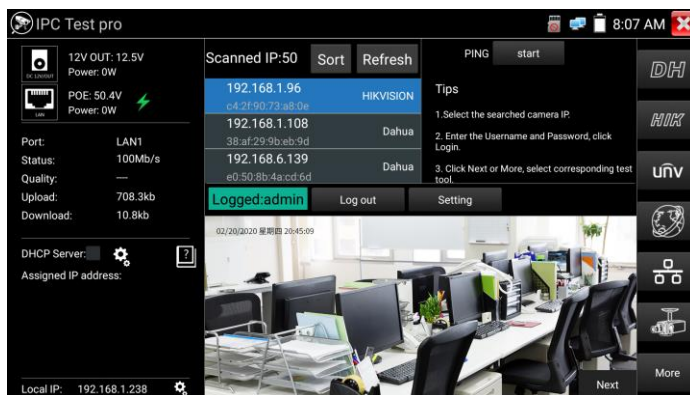 IPC Test pro
8:07 AM
12V OUT: 12.5V
Power: 0W
DC 12V/OUT
POE: 50.4V
Power: 0W
LAN
Port: LAN1
Status: 100Mb/s
Quality: ----
Upload: 708.3kb
Download: 10.8kb
DHCP Server:
?
Assigned IP address:
Local IP: 192.168.1.238
Scanned IP:50 Sort Refresh
192.168.1.96
c4:2f:90:73:a8:0e
HIKVISION
192.168.1.108
38:af:29:9b:eb:9d
Dahua
192.168.6.139
e0:50:8b:4a:cd:6d
Dahua
PING start
Tips
1.Select the searched camera IP.
2. Enter the Username and Password, click
Login.
3. Click Next or More, select corresponding test
tool.
Logged:admin Log out Setting
02/20/2020 星期四 20:45:09
Next
DH
HIK
unv
More